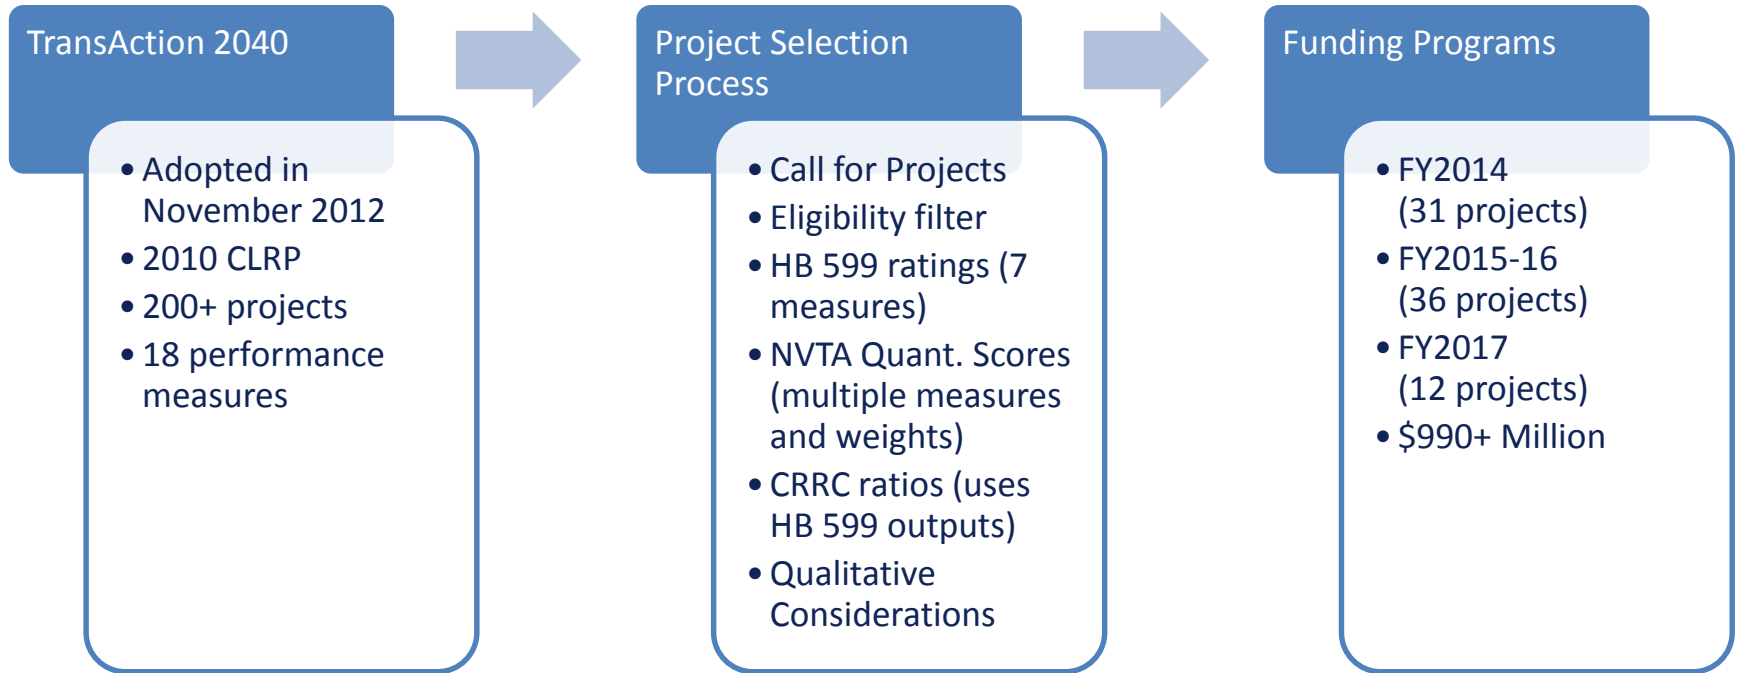 TransAction 2040
• Adopted in
November 2012
• 2010 CLRP
• 200+ projects
• 18 performance
measures
Project Selection
Process
• Call for Projects
• Eligibility filter
• HB 599 ratings (7
measures)
• NVTA Quant. Scores
(multiple measures
and weights)
• CRRC ratios (uses
HB 599 outputs)
• Qualitative
Considerations
Funding Programs
• FY2014
(31 projects)
• FY2015-16
(36 projects)
• FY2017
(12 projects)
• $990+ Million